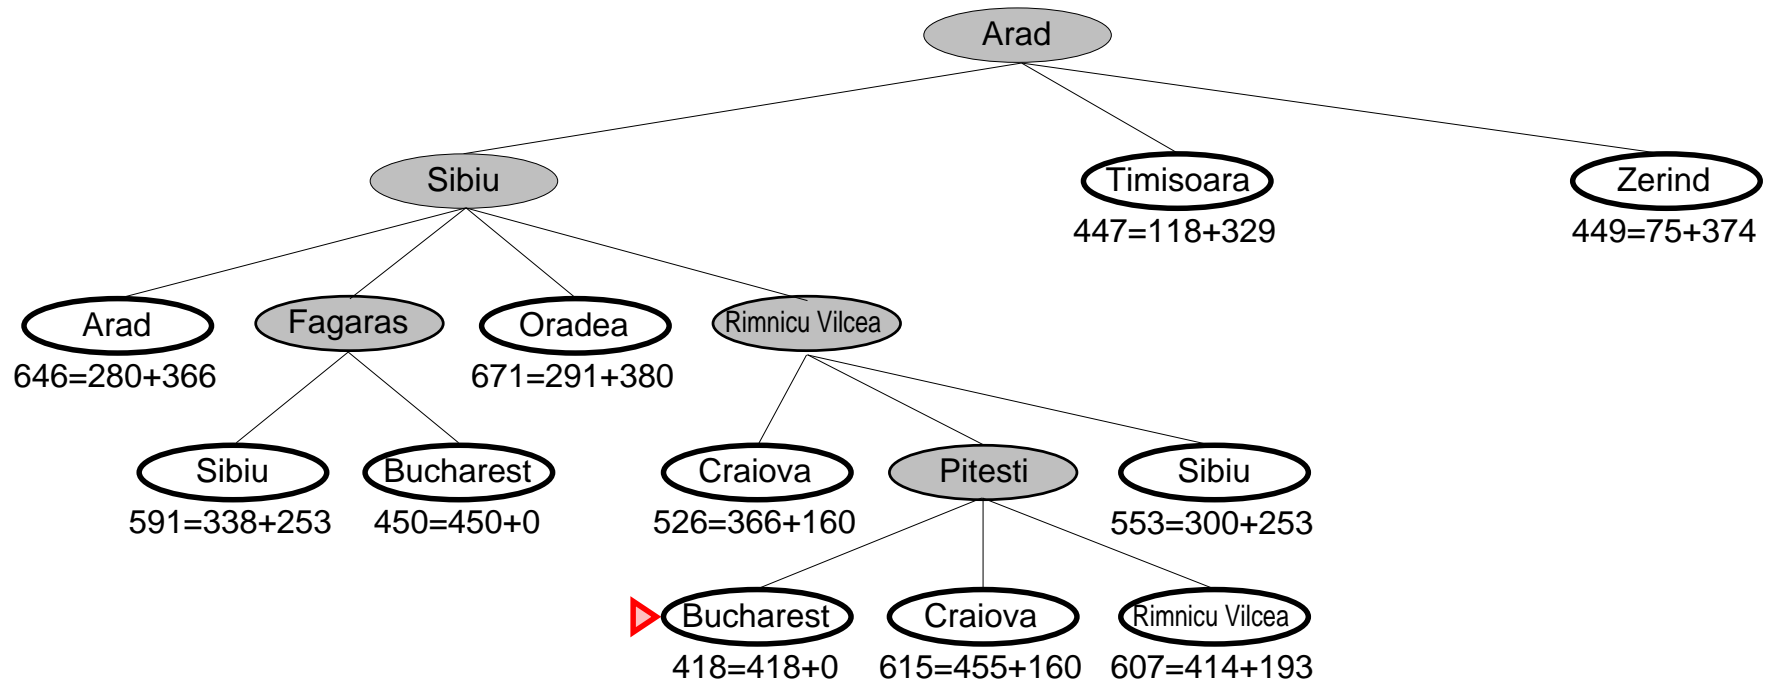 Arad
Sibiu
Timisoara
Zerind
447=118+329
449=75+374
Arad
Fagaras
Oradea
Rimnicu Vilcea
646=280+366
671=291+380
Sibiu
Bucharest
Craiova
Pitesti
Sibiu
591=338+253
450=450+0
526=366+160
553=300+253
Bucharest
Craiova
Rimnicu Vilcea
418=418+0
615=455+160
607=414+193